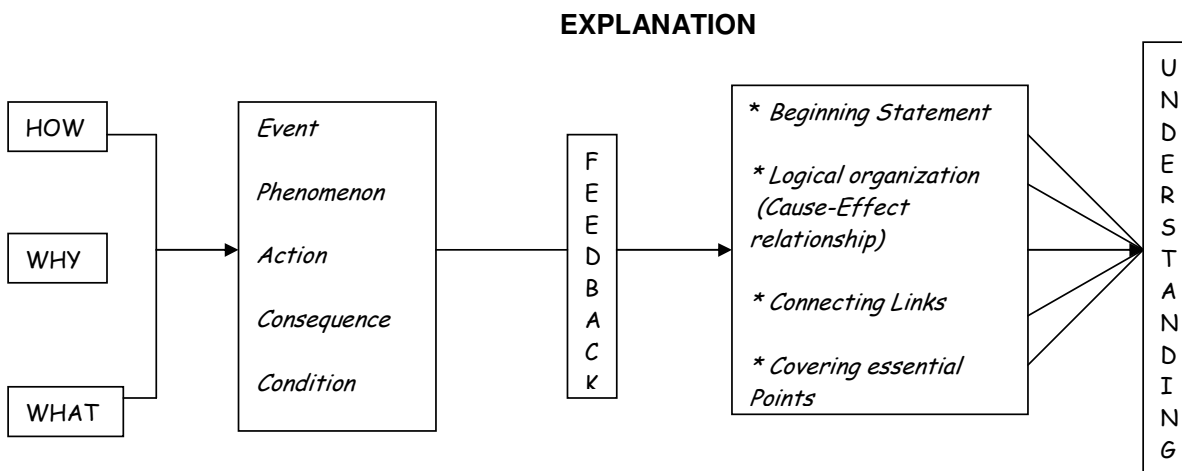 EXPLANATION
HOW
WHY
WHAT
Event
Phenomenon
Action
Consequence
Condition
FEEDBACK
* Beginning Statement
* Logical organization
(Cause-Effect
relationship)
* Connecting Links
* Covering essential
Points
UNDERSTANDING